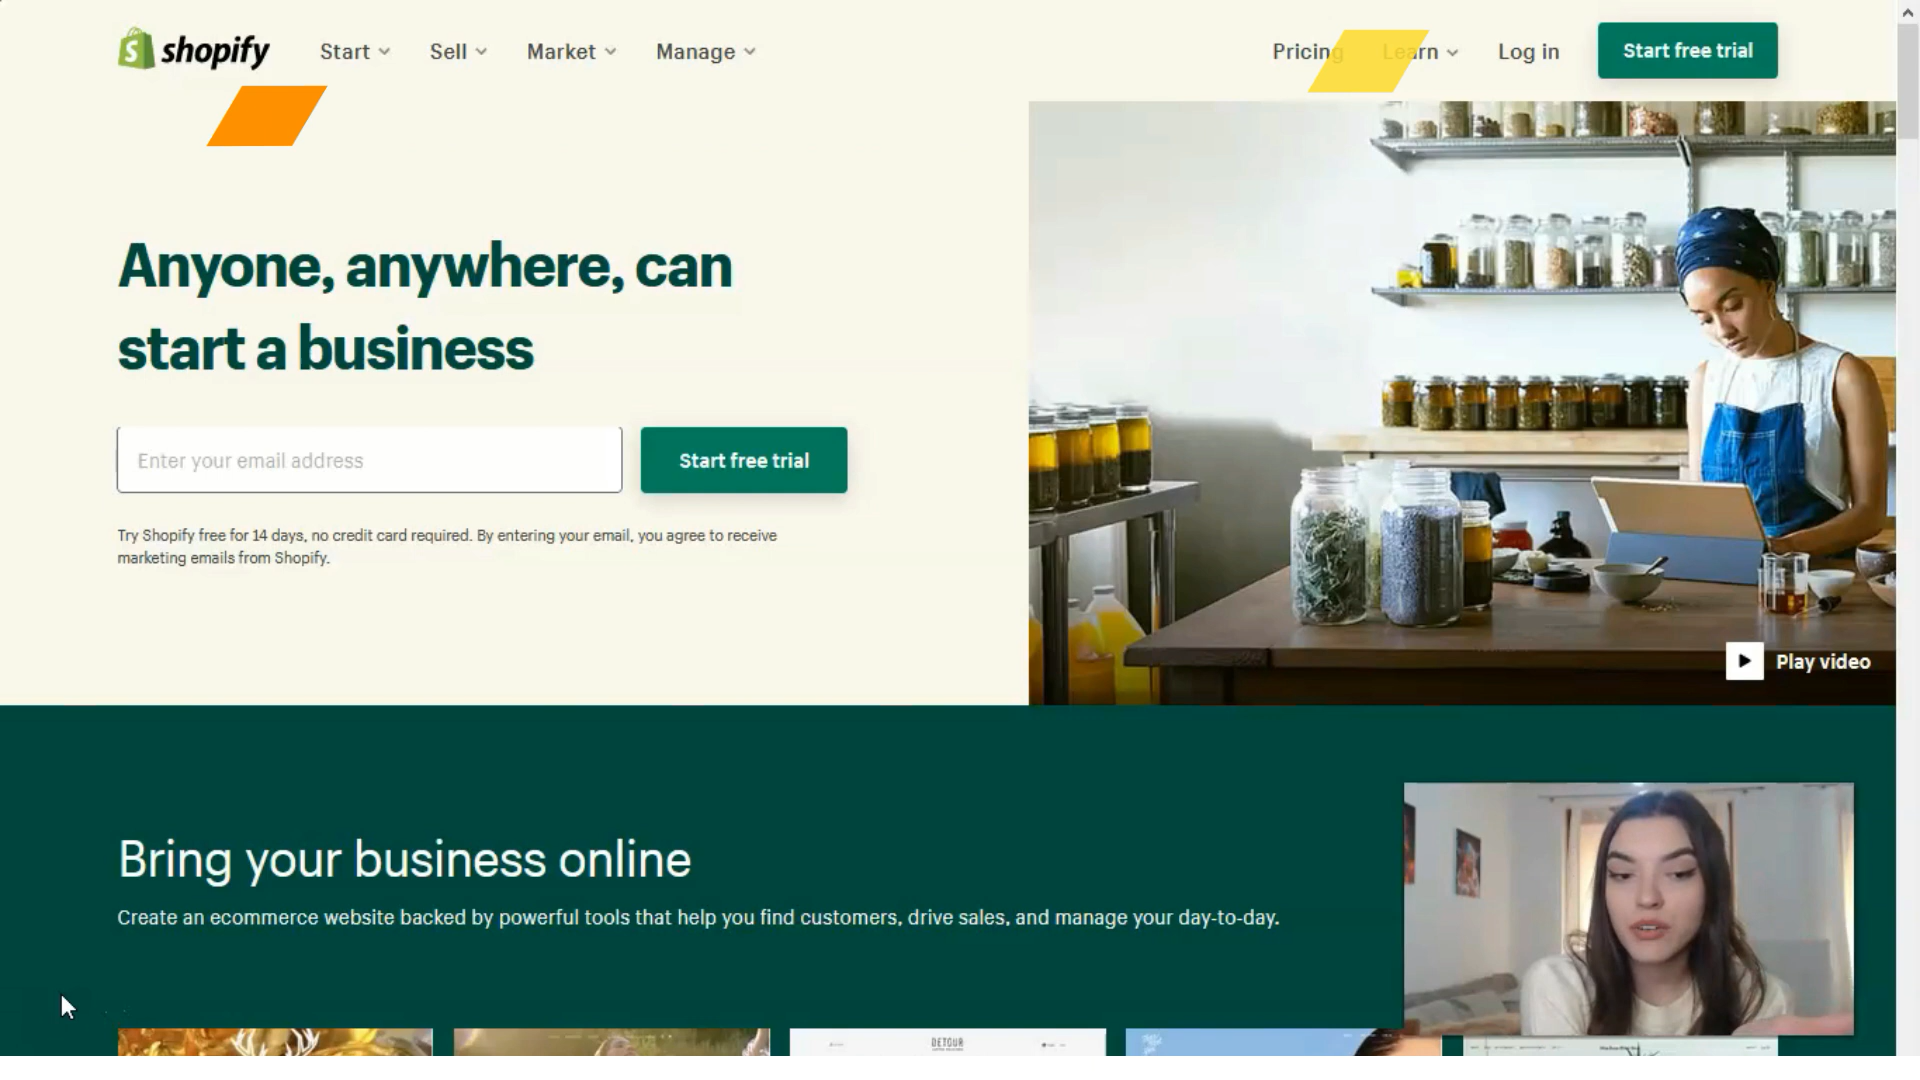 shopify
Start
Sell
Market
Manage
Pricing
Learn
Log in
Start free trial
Anyone, anywhere, can
start a business
Enter your email address
Start free trial
Try Shopify free for 14 days, no credit card required. By entering your email, you agree to receive
marketing emails from Shopify.
Play video
Bring your business online
Create an ecommerce website backed by powerful tools that help you find customers, drive sales, and manage your day-to-day.
DETOUR